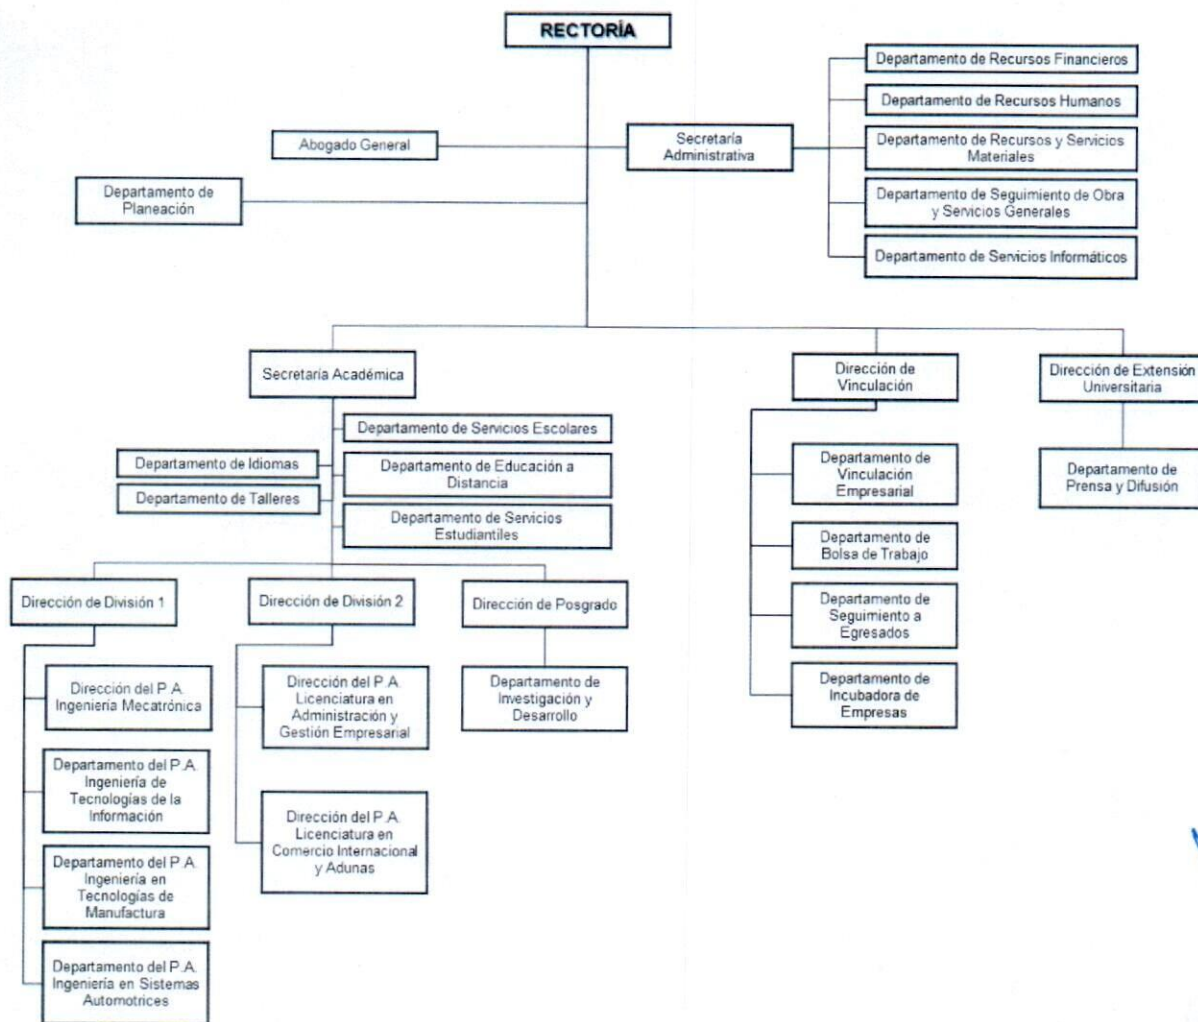 RECTORÍA
Departamento de Recursos Financieros
Departamento de Recursos Humanos
Abogado General
Secretaría
Administrativa
Departamento de Recursos y Servicios
Materiales
Departamento de
Planeación
Departamento de Seguimiento de Obra
y Servicios Generales
Departamento de Servicios Informáticos
Secretaría Académica
Dirección de
Vinculación
Dirección de Extensión
Universitaria
Departamento de Servicios Escolares
Departamento de Idiomas
Departamento de Educación a
Distancia
Departamento de Talleres
Departamento de Servicios
Estudiantiles
Departamento de
Vinculación
Empresarial
Departamento de
Prensa y Difusión
Departamento de
Bolsa de Trabajo
Departamento de
Seguimiento a
Egresados
Departamento de
Incubadora de
Empresas
Dirección de División 1
Dirección de División 2
Dirección de Posgrado
Dirección del P.A.
Ingeniería Mecatrónica
Departamento del P.A.
Ingeniería de
Tecnologías de la
Información
Departamento del P.A.
Ingeniería en
Tecnologías de
Manufactura
Departamento del P.A.
Ingeniería en Sistemas
Automotrices
Dirección del P.A.
Licenciatura en
Administración y
Gestión Empresarial
Dirección del P.A.
Licenciatura en
Comercio Internacional
y Adunas
Departamento de
Investigación y
Desarrollo